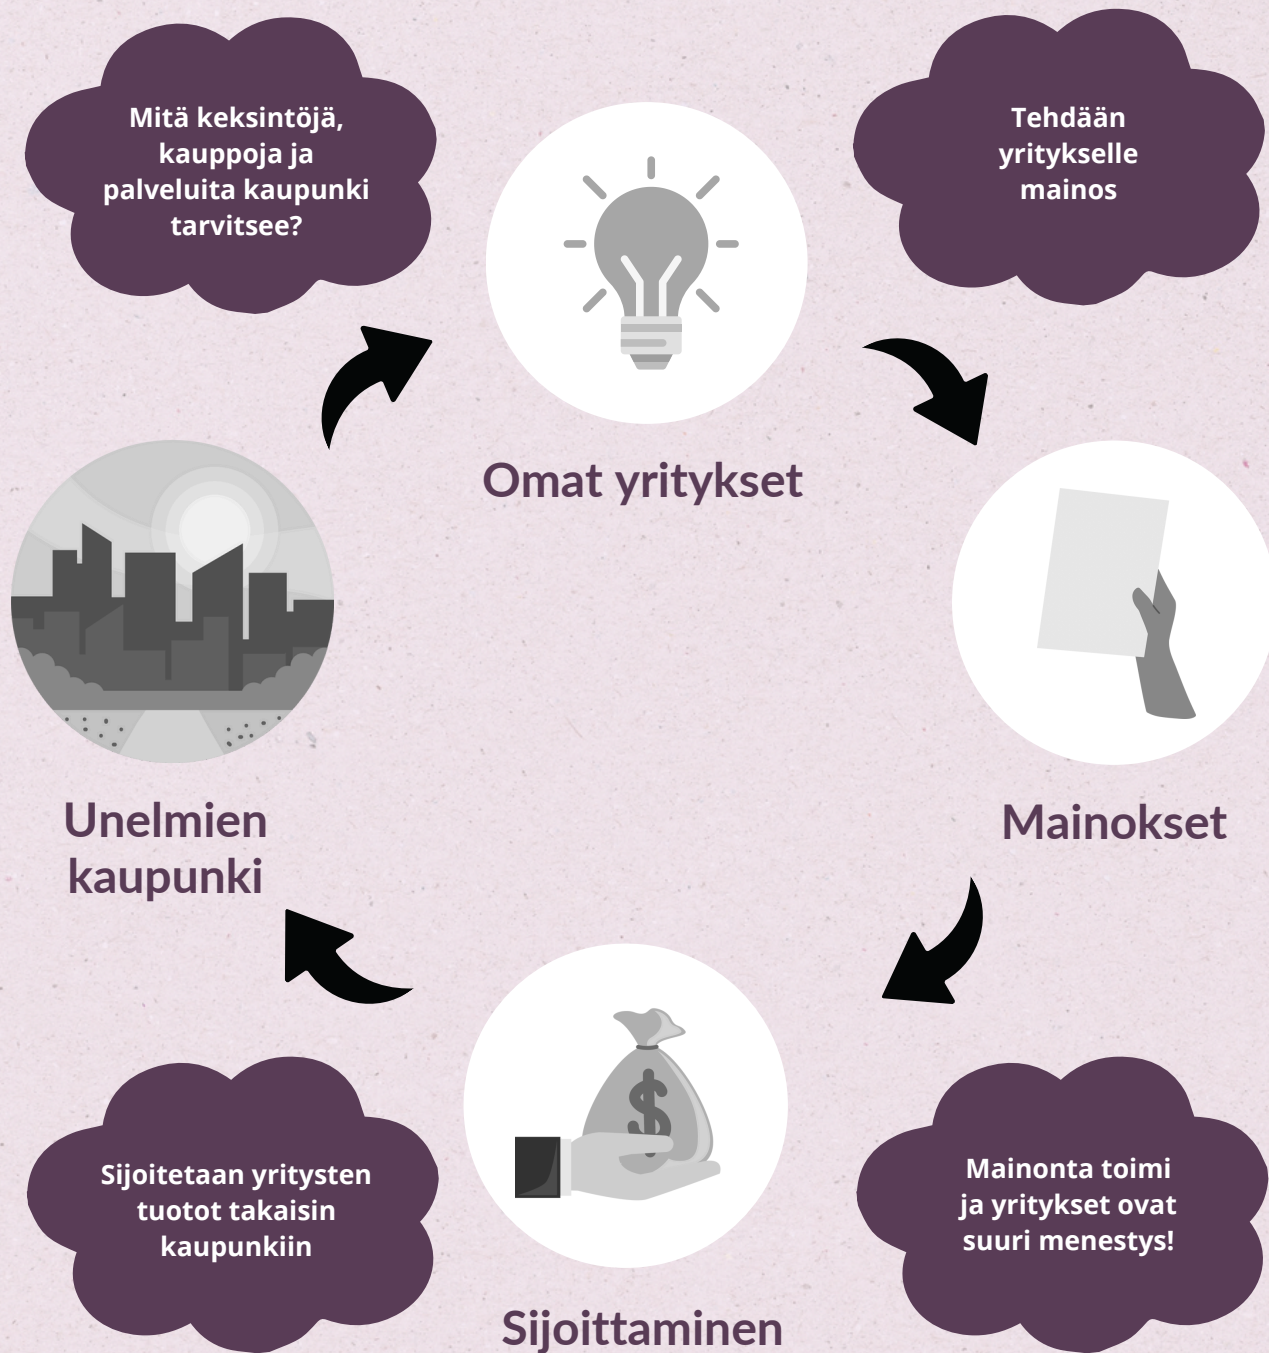 Mitä keksintöjä,
kauppoja ja
palveluita kaupunki
tarvitsee?
Tehdään
yritykselle
mainos
Omat yritykset
Unelmien
kaupunki
Mainokset
Sijoitetaan yritysten
tuotot takaisin
kaupunkiin
$
Mainonta toimi
ja yritykset ovat
suuri menestys!
Sijoittaminen